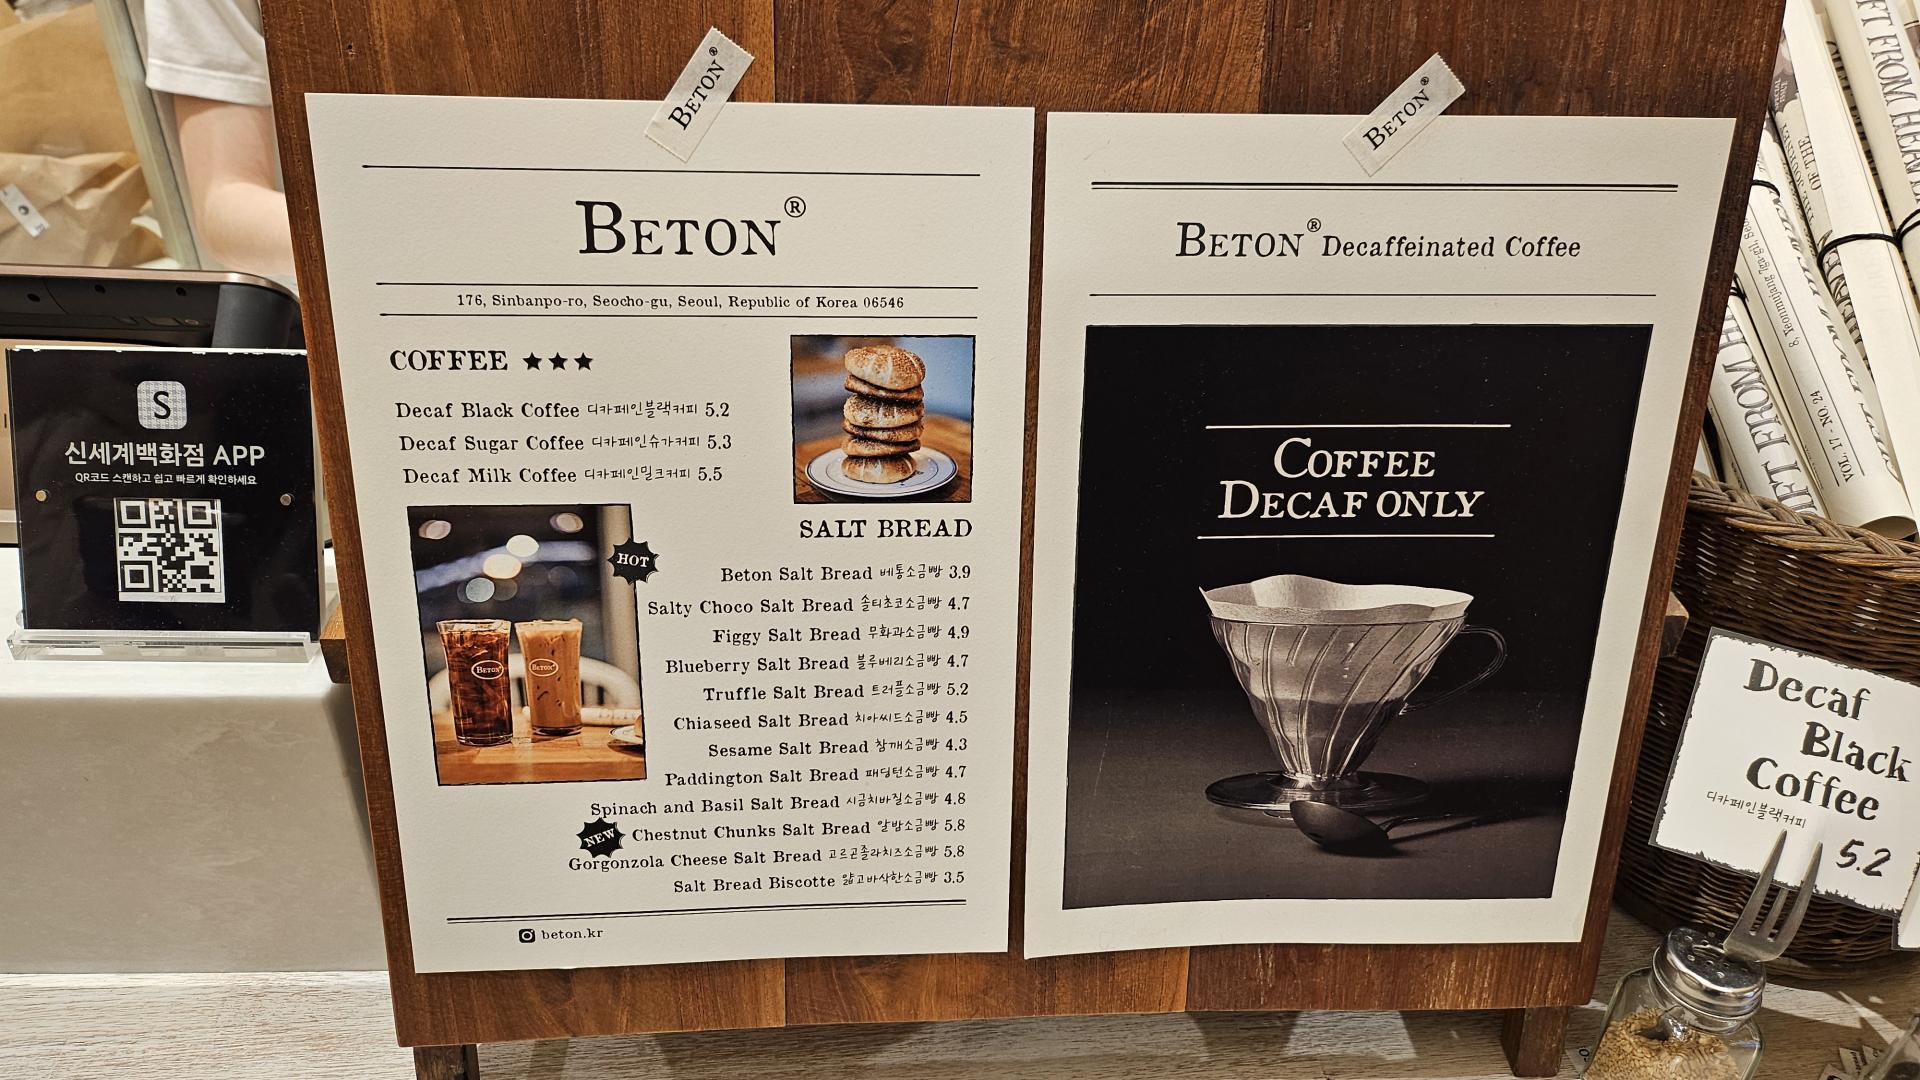 BETON®
BETON®
176, Sinbanpo-ro, Seocho-gu, Seoul, Republic of Korea 06546
COFFEE ★★★
Decaf Black Coffee 디카페인블랙커피 5.2
Decaf Sugar Coffee 디카페인슈가커피 5.3
Decaf Milk Coffee 디카페인밀크커피 5.5
BETON
BETON
SALT BREAD
Beton Salt Bread 베통소금빵 3.9
HOT
Salty Choco Salt Bread 솔티초코소금빵 4.7
Figgy Salt Bread 무화과소금빵 4.9
Blueberry Salt Bread 블루베리소금빵 4.7
Truffle Salt Bread 트러플소금빵 5.2
Chiaseed Salt Bread 치아씨드소금빵 4.5
Sesame Salt Bread 참깨소금빵 4.3
Paddington Salt Bread 패딩턴소금빵 4.7
Spinach and Basil Salt Bread 시금치바질소금빵 4.8
NEW Chestnut Chunks Salt Bread 알밤소금빵 5.8
Gorgonzola Cheese Salt Bread 고르곤졸라치즈소금빵 5.8
Salt Bread Biscotte 얇고바삭한소금빵 3.5
beton.kr
BETON®
BETON® Decaffeinated Coffee
COFFEE
DECAF ONLY
S
신세계백화점 APP
QR코드 스캔하고 쉽고 빠르게 확인하세요
Decaf
Black
Coffee
디카페인블랙커피
5.2
OF THE
VOL. 17 - NO. 24